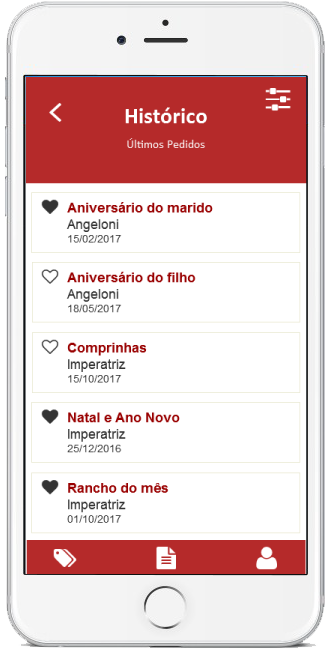 Histórico
Últimos Pedidos
Aniversário do marido
Angeloni
15/02/2017
Aniversário do filho
Angeloni
18/05/2017
Comprinhas
Imperatriz
15/10/2017
Natal e Ano Novo
Imperatriz
25/12/2016
Rancho do mês
Imperatriz
01/10/2017